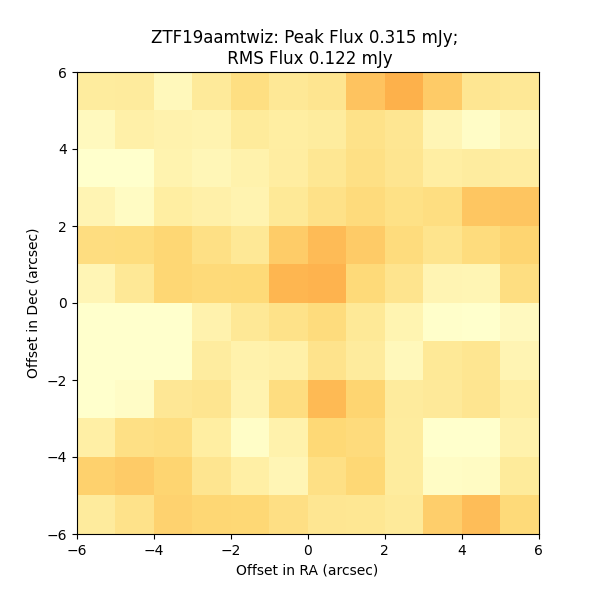 ZTF19aamtwiz: Peak Flux 0.315 mJy;
RMS Flux 0.122 mJy
6
4
2
0
−2
−4
−6
Offset in Dec (arcsec)
−6 −4 −2 0 2 4 6
Offset in RA (arcsec)